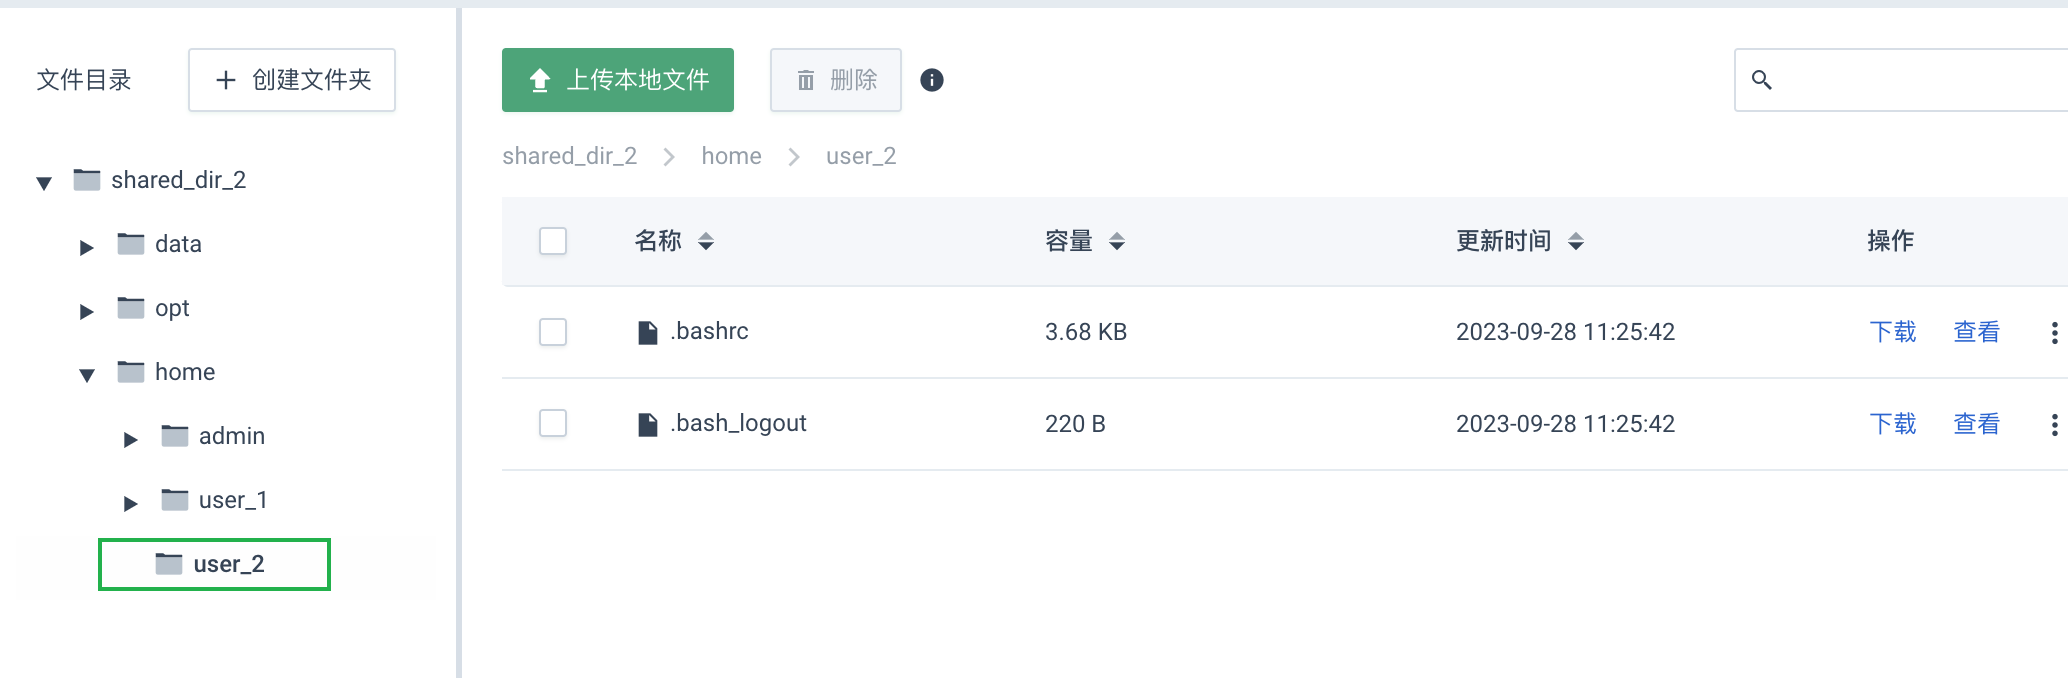 文件目录
创建文件夹
shared_dir_2
data
opt
home
admin
user_1
user_2
上传本地文件 删除
shared_dir_2 home user_2
名称 容量 更新时间 操作
.bashrc 3.68 KB 2023-09-28 11:25:42 下载 查看
.bash_logout 220 B 2023-09-28 11:25:42 下载 查看